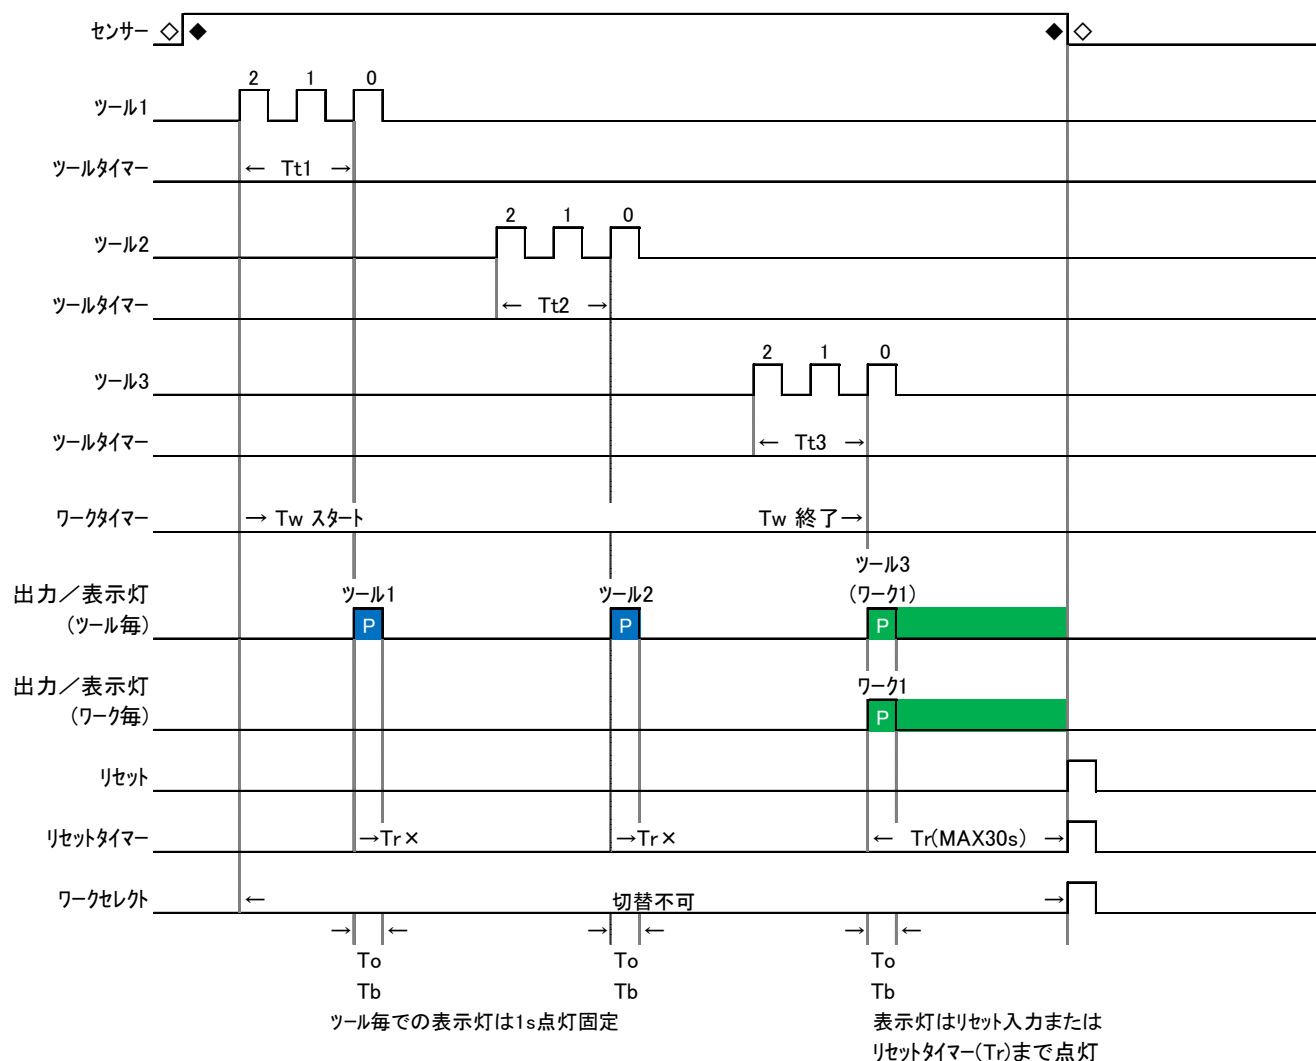 センサー ◇ ◆ ◆ ◇
2 1 0
ツール1
ツールタイマー ← Tt1 →
2 1 0
ツール2
ツールタイマー ← Tt2 →
2 1 0
ツール3
ツールタイマー ← Tt3 →
ワークタイマー → Tw スタート Tw 終了→
ツール3
出力／表示灯 ツール1 ツール2 (ワーク1)
(ツール毎) P P P
出力／表示灯 ワーク1
(ワーク毎) P
リセット
リセットタイマー →Tr× →Tr× ← Tr(MAX30s) →
ワークセレクト ← 切替不可 →
→ ← → ← → ←
To To To
Tb Tb Tb
ツール毎での表示灯は1s点灯固定 表示灯はリセット入力または
リセットタイマー(Tr)まで点灯